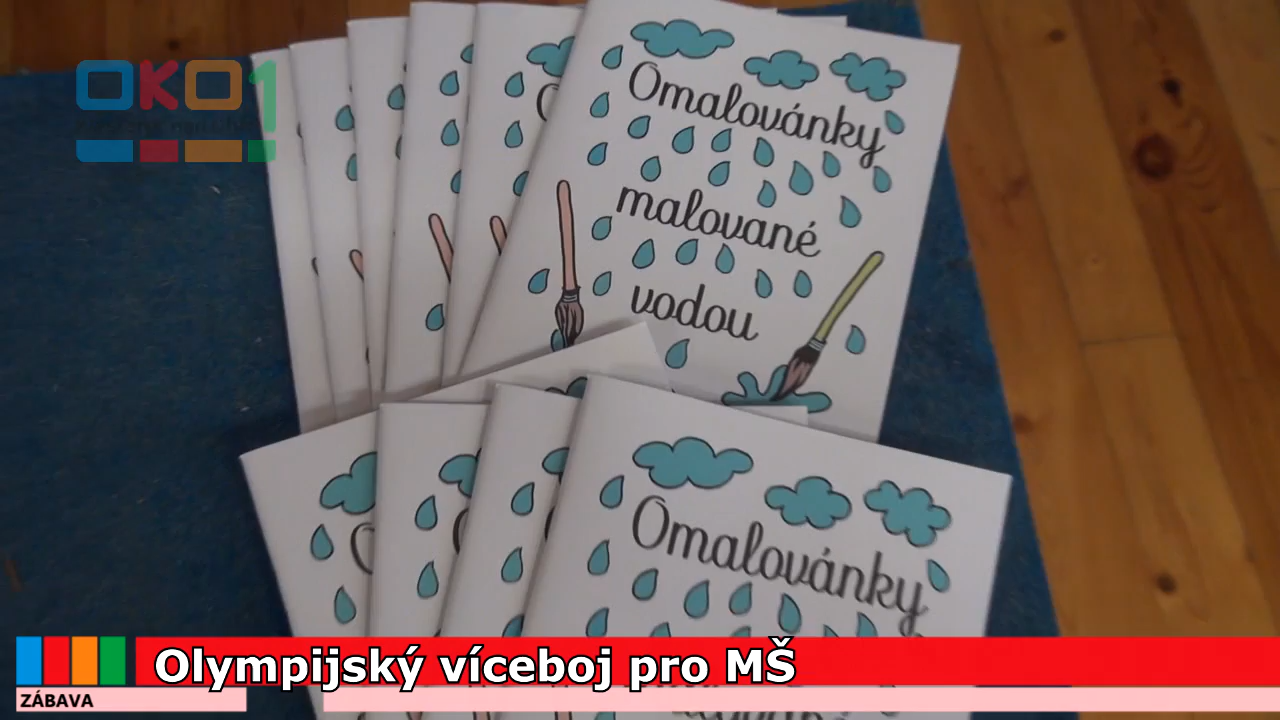 OKO1
Omalovánky
malované
vodou
Omalovánky
Olympijský víceboj pro MŠ
ZÁBAVA